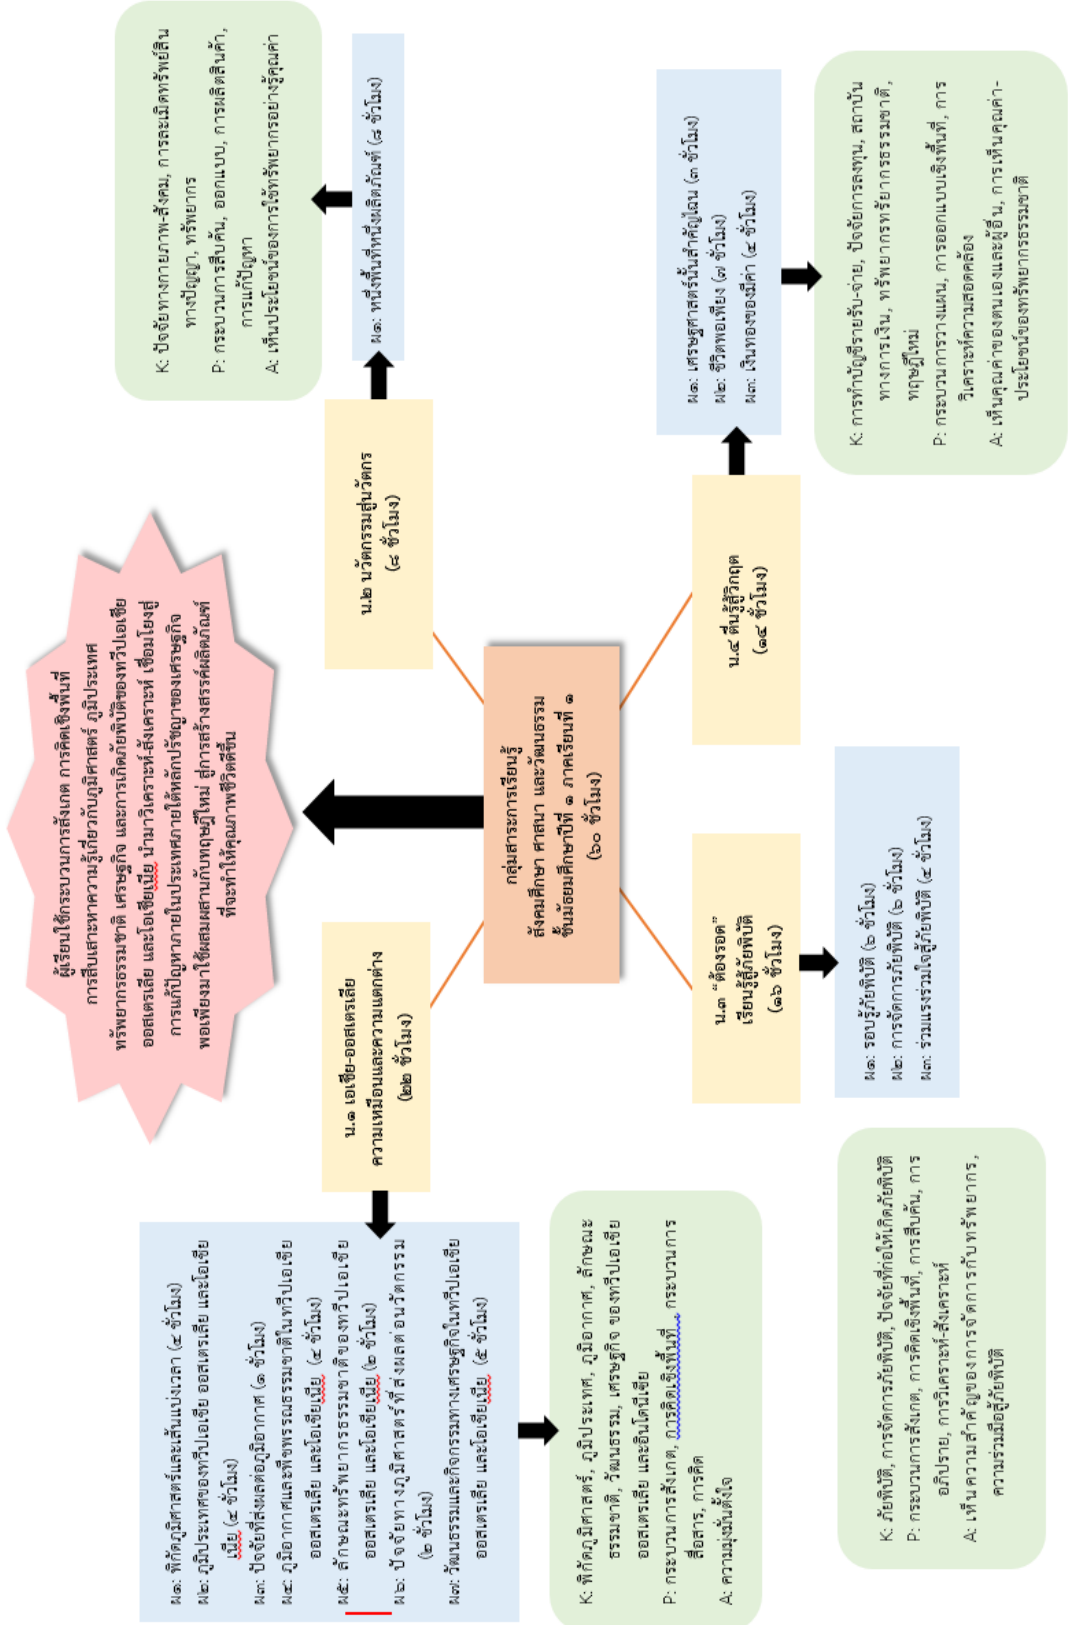 ผู้เรียนใช้กระบวนการสังเกต การคิดเชิงพื้นที่
การสืบเสาะหาความรู้เกี่ยวกับภูมิศาสตร์ ภูมิประเทศ
ทรัพยากรธรรมชาติ เศรษฐกิจ และการเกิดภัยพิบัติของทวีปเอเชีย
ออสเตรเลีย และโอเชียเนีย นำมาวิเคราะห์-สังเคราะห์ เชื่อมโยงสู่
การแก้ปัญหาภายในประเทศภายใต้หลักปรัชญาของเศรษฐกิจ
พอเพียงมาใช้ผสมผสานกับทฤษฎีใหม่ สู่การสร้างสรรค์ผลิตภัณฑ์
ที่จะทำให้คุณภาพชีวิตดีขึ้น
กลุ่มสาระการเรียนรู้
สังคมศึกษา ศาสนา และวัฒนธรรม
ชั้นมัธยมศึกษาปีที่ ๑ ภาคเรียนที่ ๑
(๖๐ ชั่วโมง)
น.๑ เอเชีย-ออสเตรเลีย
ความเหมือนและความแตกต่าง
(๒๒ ชั่วโมง)
ผ๑: พิกัดภูมิศาสตร์และเส้นแบ่งเวลา (๔ ชั่วโมง)
ผ๒: ภูมิประเทศของทวีปเอเชีย ออสเตรเลีย และโอเชีย
เนีย (๔ ชั่วโมง)
ผ๓: ปัจจัยที่ส่งผลต่อภูมิอากาศ (๑ ชั่วโมง)
ผ๔: ภูมิอากาศและพืชพรรณธรรมชาติในทวีปเอเชีย
ออสเตรเลีย และโอเชียเนีย (๔ ชั่วโมง)
ผ๕: ลักษณะทรัพยากรธรรมชาติของทวีปเอเชีย
ออสเตรเลีย และโอเชียเนีย (๒ ชั่วโมง)
ผ๖: ปัจจัยทางภูมิศาสตร์ที่ส่งผลต่อนวัตกรรม
(๒ ชั่วโมง)
ผ๗: วัฒนธรรมและกิจกรรมทางเศรษฐกิจในทวีปเอเชีย
ออสเตรเลีย และโอเชียเนีย (๕ ชั่วโมง)
K: พิกัดภูมิศาสตร์, ภูมิประเทศ, ภูมิอากาศ, ลักษณะ
ธรรมชาติ, วัฒนธรรม, เศรษฐกิจ ของทวีปเอเชีย
ออสเตรเลีย และอินโดนีเซีย
P: กระบวนการสังเกต, การคิดเชิงพื้นที่ , กระบวนการ
สื่อสาร, การคิด
A: ความมุ่งมั่นตั้งใจ
น.๒ นวัตกรรมสู่นวัตกร
(๘ ชั่วโมง)
ผ๑: หนึ่งพื้นที่หนึ่งผลิตภัณฑ์ (๘ ชั่วโมง)
K: ปัจจัยทางกายภาพ-สังคม, การละเมิดทรัพย์สิน
ทางปัญญา, ทรัพยากร
P: กระบวนการสืบค้น, ออกแบบ, การผลิตสินค้า,
การแก้ปัญหา
A: เห็นประโยชน์ของการใช้ทรัพยากรอย่างรู้คุณค่า
น.๓ “ต้องรอด”
เรียนรู้สู้ภัยพิบัติ
(๑๖ ชั่วโมง)
ผ๑: รอบรู้ภัยพิบัติ (๖ ชั่วโมง)
ผ๒: การจัดการภัยพิบัติ (๖ ชั่วโมง)
ผ๓: ร่วมแรงร่วมใจสู้ภัยพิบัติ (๔ ชั่วโมง)
K: ภัยพิบัติ, การจัดการภัยพิบัติ, ปัจจัยที่ก่อให้เกิดภัยพิบัติ
P: กระบวนการสังเกต, การคิดเชิงพื้นที่, การสืบค้น, การ
อภิปราย, การวิเคราะห์-สังเคราะห์
A: เห็นความสำคัญของการจัดการกับทรัพยากร,
ความร่วมมือสู้ภัยพิบัติ
น.๔ ตื่นรู้สู้วิกฤต
(๑๔ ชั่วโมง)
ผ๑: เศรษฐศาสตร์นั้นสำคัญไฉน (๓ ชั่วโมง)
ผ๒: ชีวิตพอเพียง (๗ ชั่วโมง)
ผ๓: เงินทองของมีค่า (๔ ชั่วโมง)
K: การทำบัญชีรายรับ-จ่าย, ปัจจัยการลงทุน, สถาบัน
ทางการเงิน, ทรัพยากรทรัยากรธรรมชาติ,
ทฤษฎีใหม่
P: กระบวนการวางแผน, การออกแบบเชิงพื้นที่, การ
วิเคราะห์ความสอดคล้อง
A: เห็นคุณค่าของตนเองและผู้อื่น, การเห็นคุณค่า-
ประโยชน์ของทรัพยากรธรรมชาติ